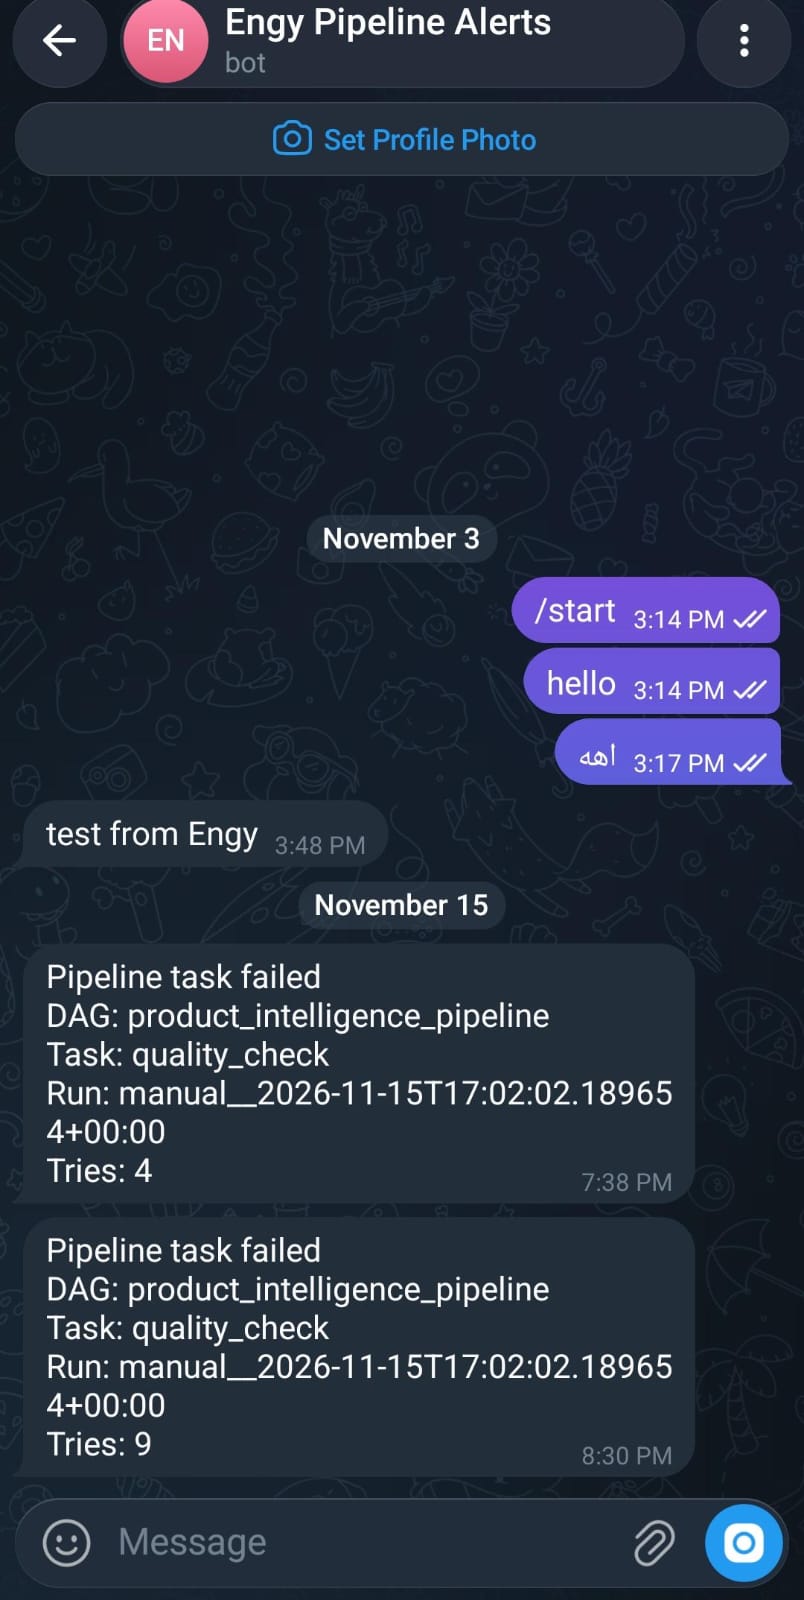 EN
Engy Pipeline Alerts
bot
Set Profile Photo
November 3
/start 3:14 PM
hello 3:14 PM
اهه 3:17 PM
test from Engy 3:48 PM
November 15
Pipeline task failed
DAG: product_intelligence_pipeline
Task: quality_check
Run: manual__2026-11-15T17:02:02.18965
4+00:00
Tries: 4
7:38 PM
Pipeline task failed
DAG: product_intelligence_pipeline
Task: quality_check
Run: manual__2026-11-15T17:02:02.18965
4+00:00
Tries: 9
8:30 PM
Message